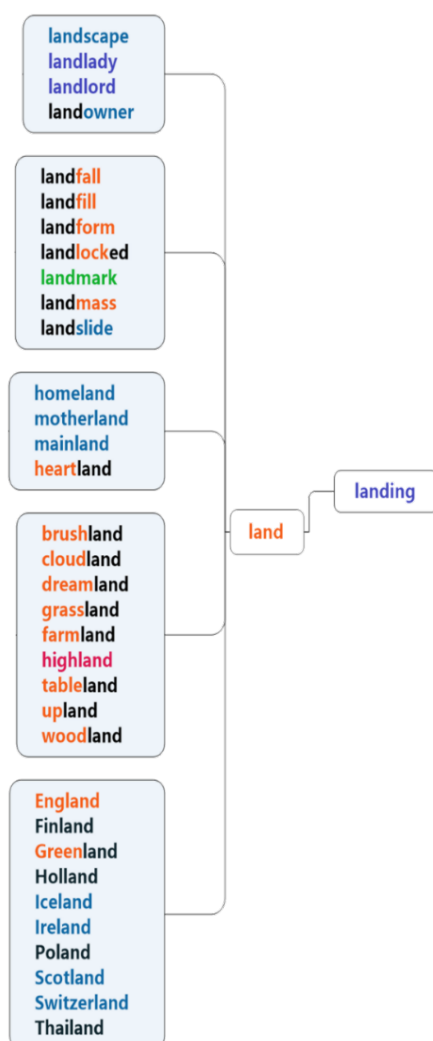 landscape
landlady
landlord
landowner
landfall
landfill
landform
landlocked
landmark
landmass
landslide
homeland
motherland
mainland
heartland
brushland
cloudland
dreamland
grassland
farmland
highland
tableland
upland
woodland
England
Finland
Greenland
Holland
Iceland
Ireland
Poland
Scotland
Switzerland
Thailand
land
landing